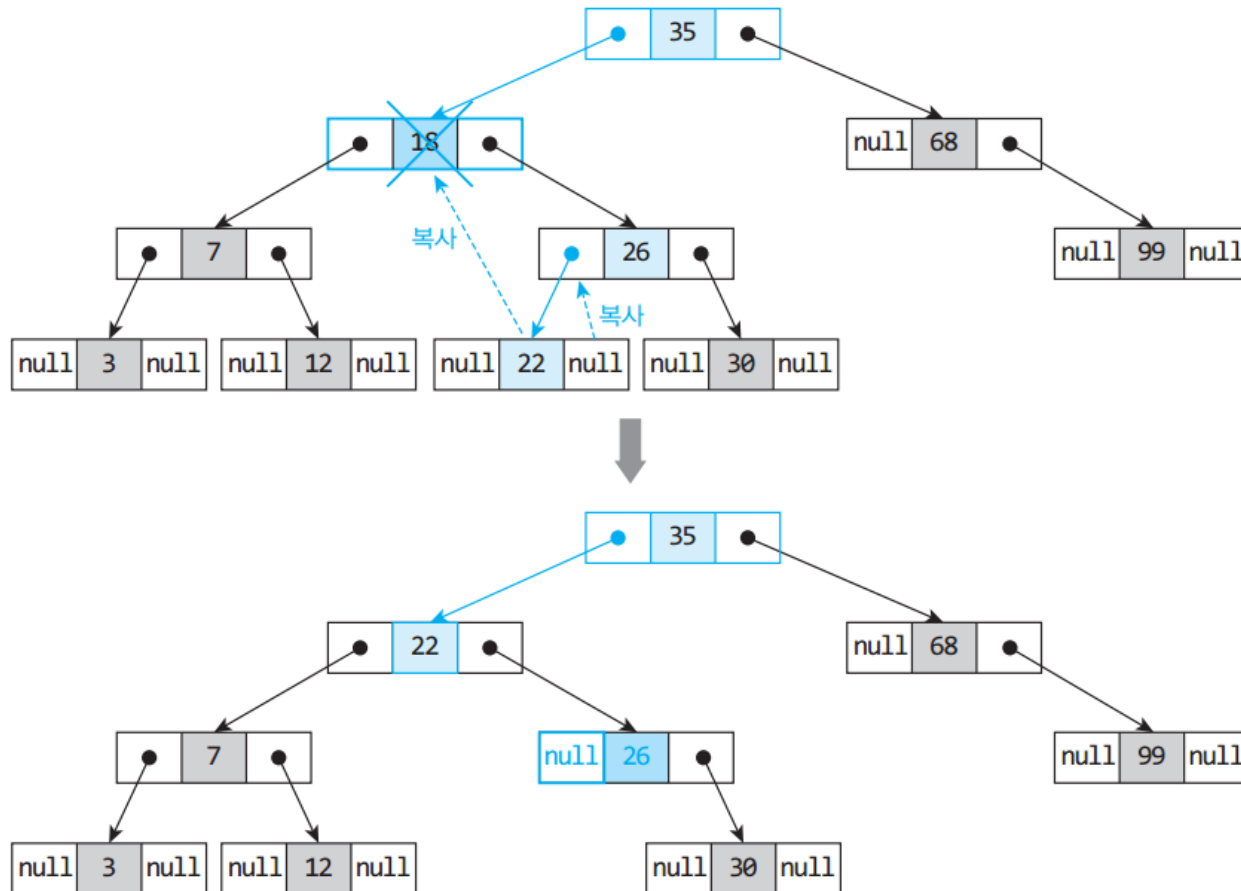 35
18
null 68
복사
7
26
null 99 null
복사
null 3 null
null 12 null
null 22 null
null 30 null
35
22
null 68
7
null 26
null 99 null
null 3 null
null 12 null
null 30 null